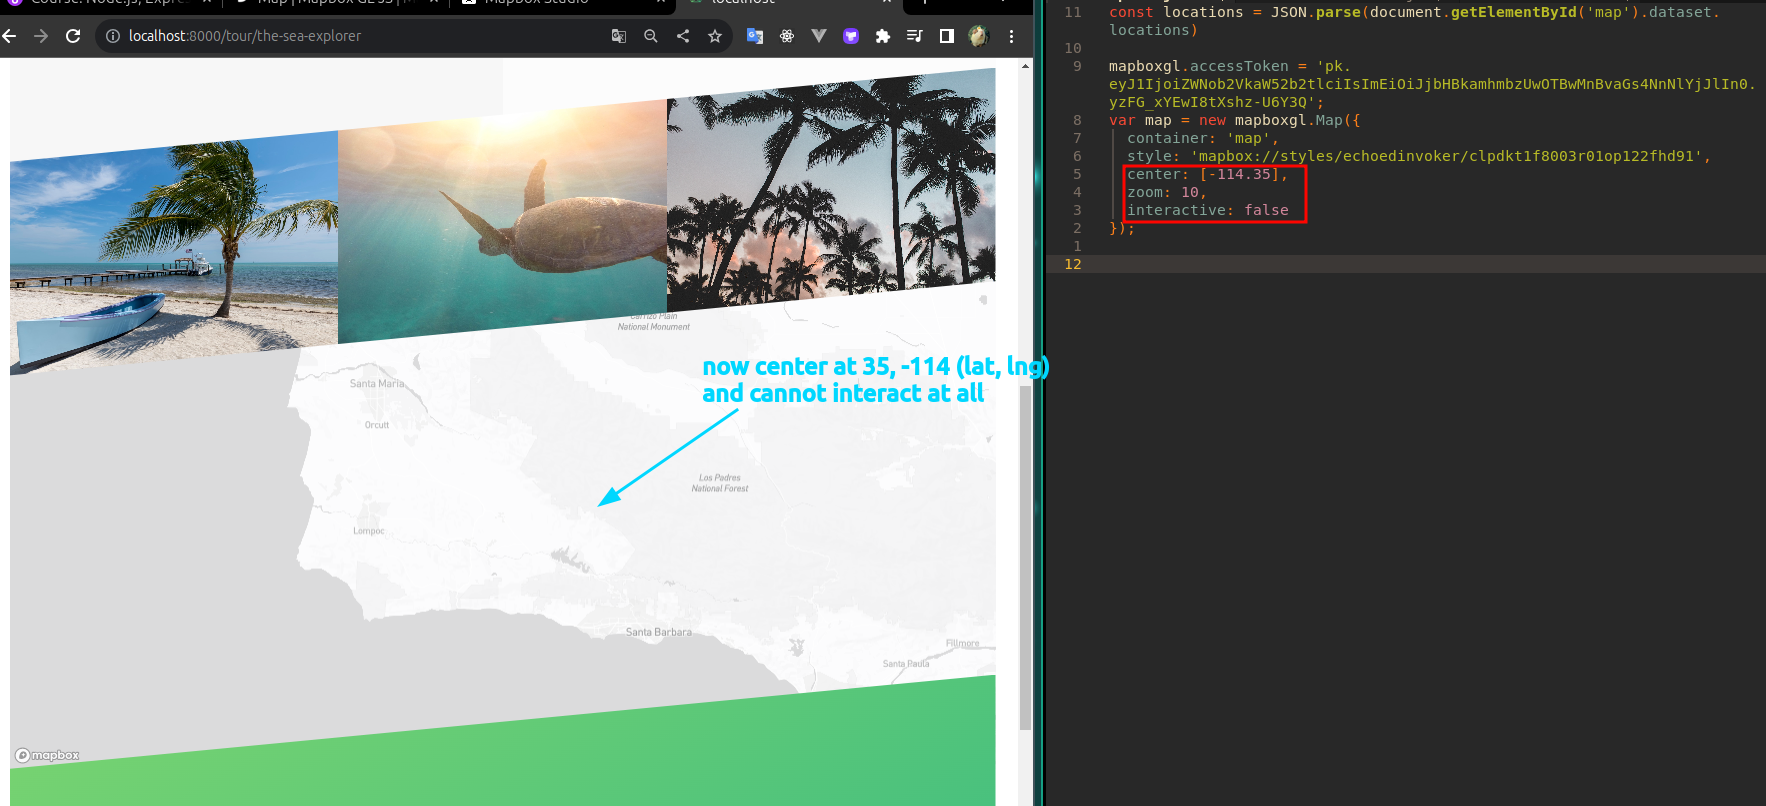 Course: Node.js, Expre
Map | Mapbox GL JS | M
Mapbox Studio
localhost
localhost:8000/tour/the-sea-explorer
Carrizo Plain
National Monument
Santa Maria
Orcutt
Los Padres
National Forest
Lompoc
Santa Barbara
Fillmore
Santa Paula
mapbox
now center at 35, -114 (lat, lng)
and cannot interact at all
11 const locations = JSON.parse(document.getElementById('map').dataset.
locations)
10
9 mapboxgl.accessToken = 'pk.
eyJ1IjoiZWNob2VkaW52b2tlciIsImEiOiJjbHBkamhmbzUwOTBwMnBvaGs4NnNlYjJlIn0.
yzFG_xYEwI8tXshz-U6Y3Q';
8 var map = new mapboxgl.Map({
7 container: 'map',
6 style: 'mapbox://styles/echoedinvoker/clpdkt1f8003r01op122fhd91',
5 center: [-114.35],
4 zoom: 10,
3 interactive: false
2 });
1
12